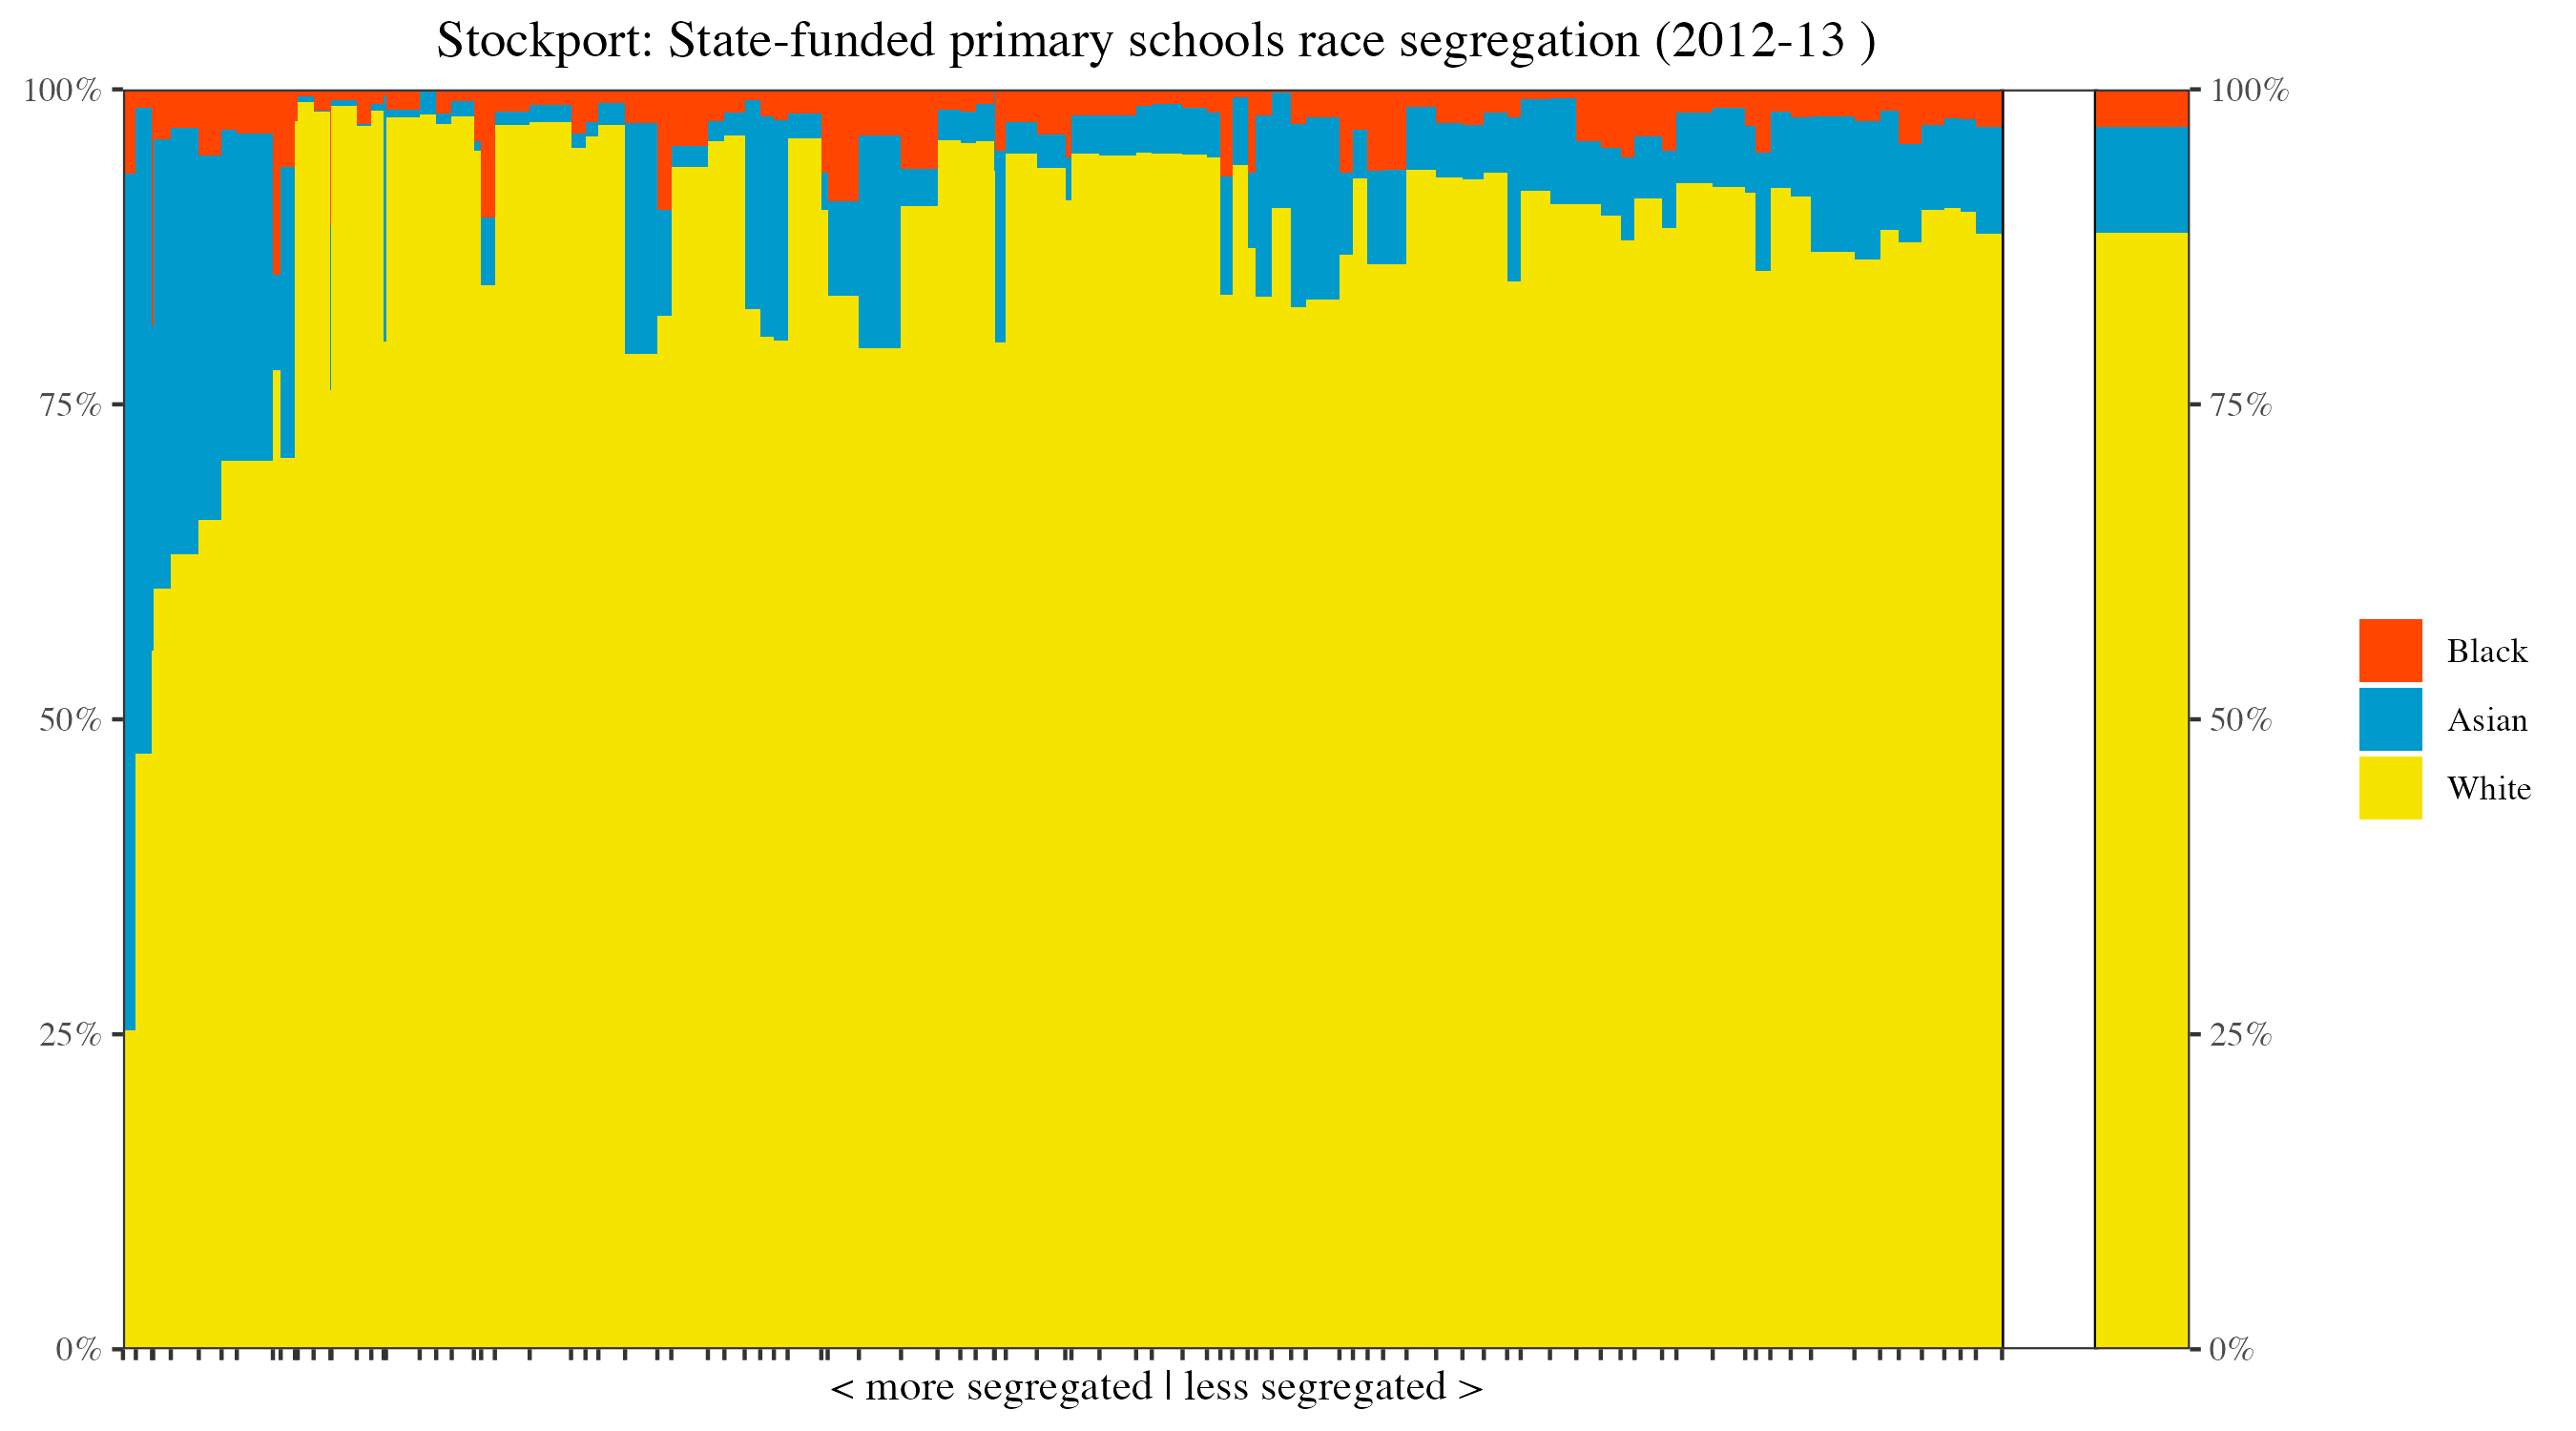 Stockport: State-funded primary schools race segregation (2012-13 )
100%
75%
50%
25%
0%
100%
75%
50%
25%
0%
Black
Asian
White
< more segregated | less segregated >